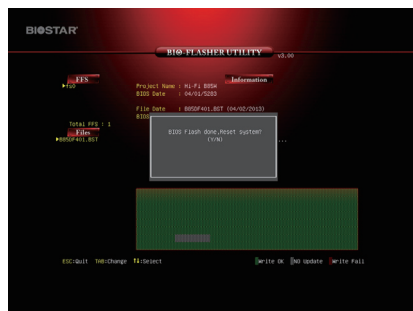 BIOSTAR
BIO-FLASHER UTILITY v3.00
FFS
fs0
Information
Project Name : Hi-Fi B85W
BIOS Date : 04/01/5203
File Date : B85DF401.BST (04/02/2013)
BIOS
Total FFS : 1
Files
B85DF401.BST
BIOS Flash done,Reset system?
(Y/N)
...
ESC:Quit TAB:Change ↑↓:Select Write OK NO Update Write Fail